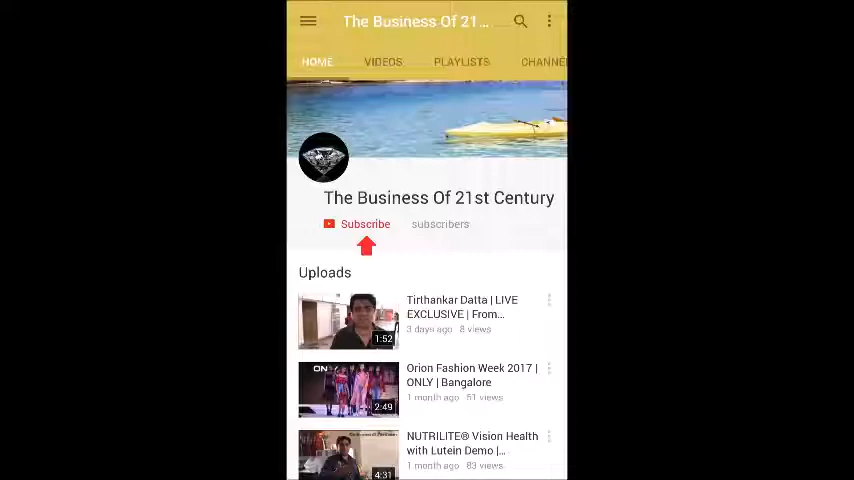 The Business Of 21...
HOME VIDEOS PLAYLISTS CHANNE
The Business Of 21st Century
Subscribe subscribers
Uploads
Tirthankar Datta | LIVE
EXCLUSIVE | From...
3 days ago 8 views
1:52
Orion Fashion Week 2017 |
ONLY | Bangalore
1 month ago 51 views
ON
2:49
NUTRILITE® Vision Health
with Lutein Demo |...
1 month ago 83 views
4:31